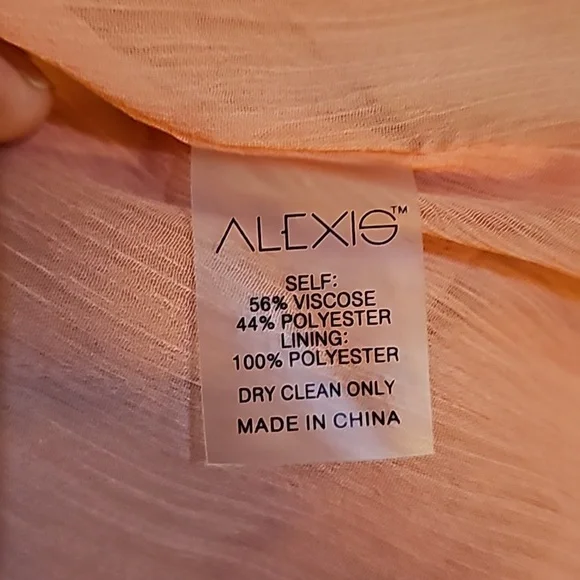 ALEXIS™
SELF:
56% VISCOSE
44% POLYESTER
LINING:
100% POLYESTER
DRY CLEAN ONLY
MADE IN CHINA